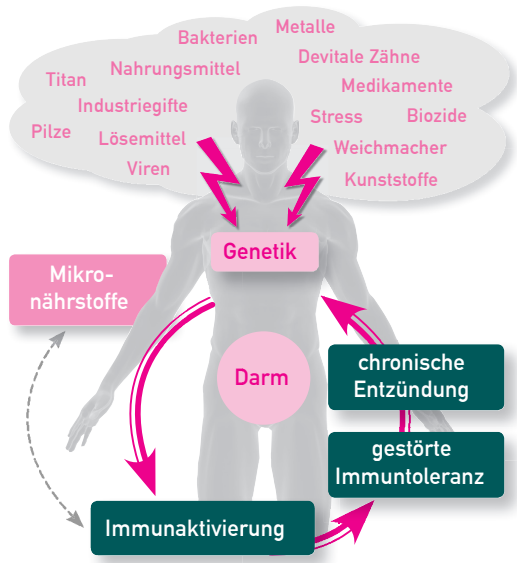 Metalle
Bakterien
Devitale Zähne
Nahrungsmittel
Titan
Medikamente
Industriegifte
Stress
Biozide
Pilze
Lösemittel
Weichmacher
Viren
Kunststoffe
Genetik
Mikro-
nährstoffe
Darm
chronische
Entzündung
gestörte
Immuntoleranz
Immunaktivierung